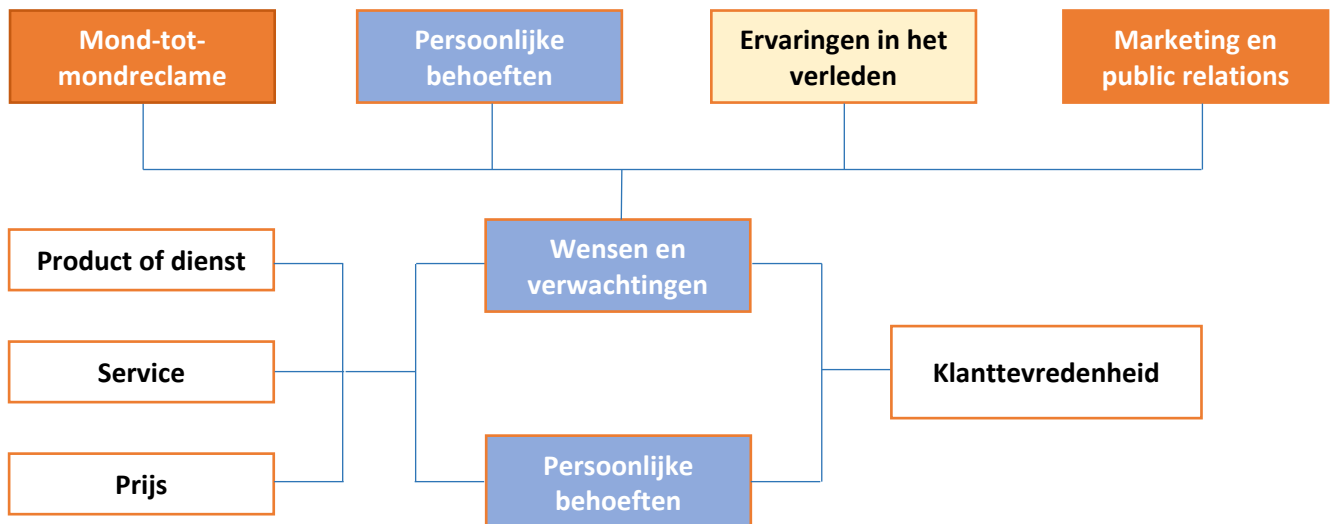 Mond-tot-
mondreclame
Persoonlijke
behoeften
Ervaringen in het
verleden
Marketing en
public relations
Wensen en
verwachtingen
Product of dienst
Service
Klanttevredenheid
Persoonlijke
behoeften
Prijs